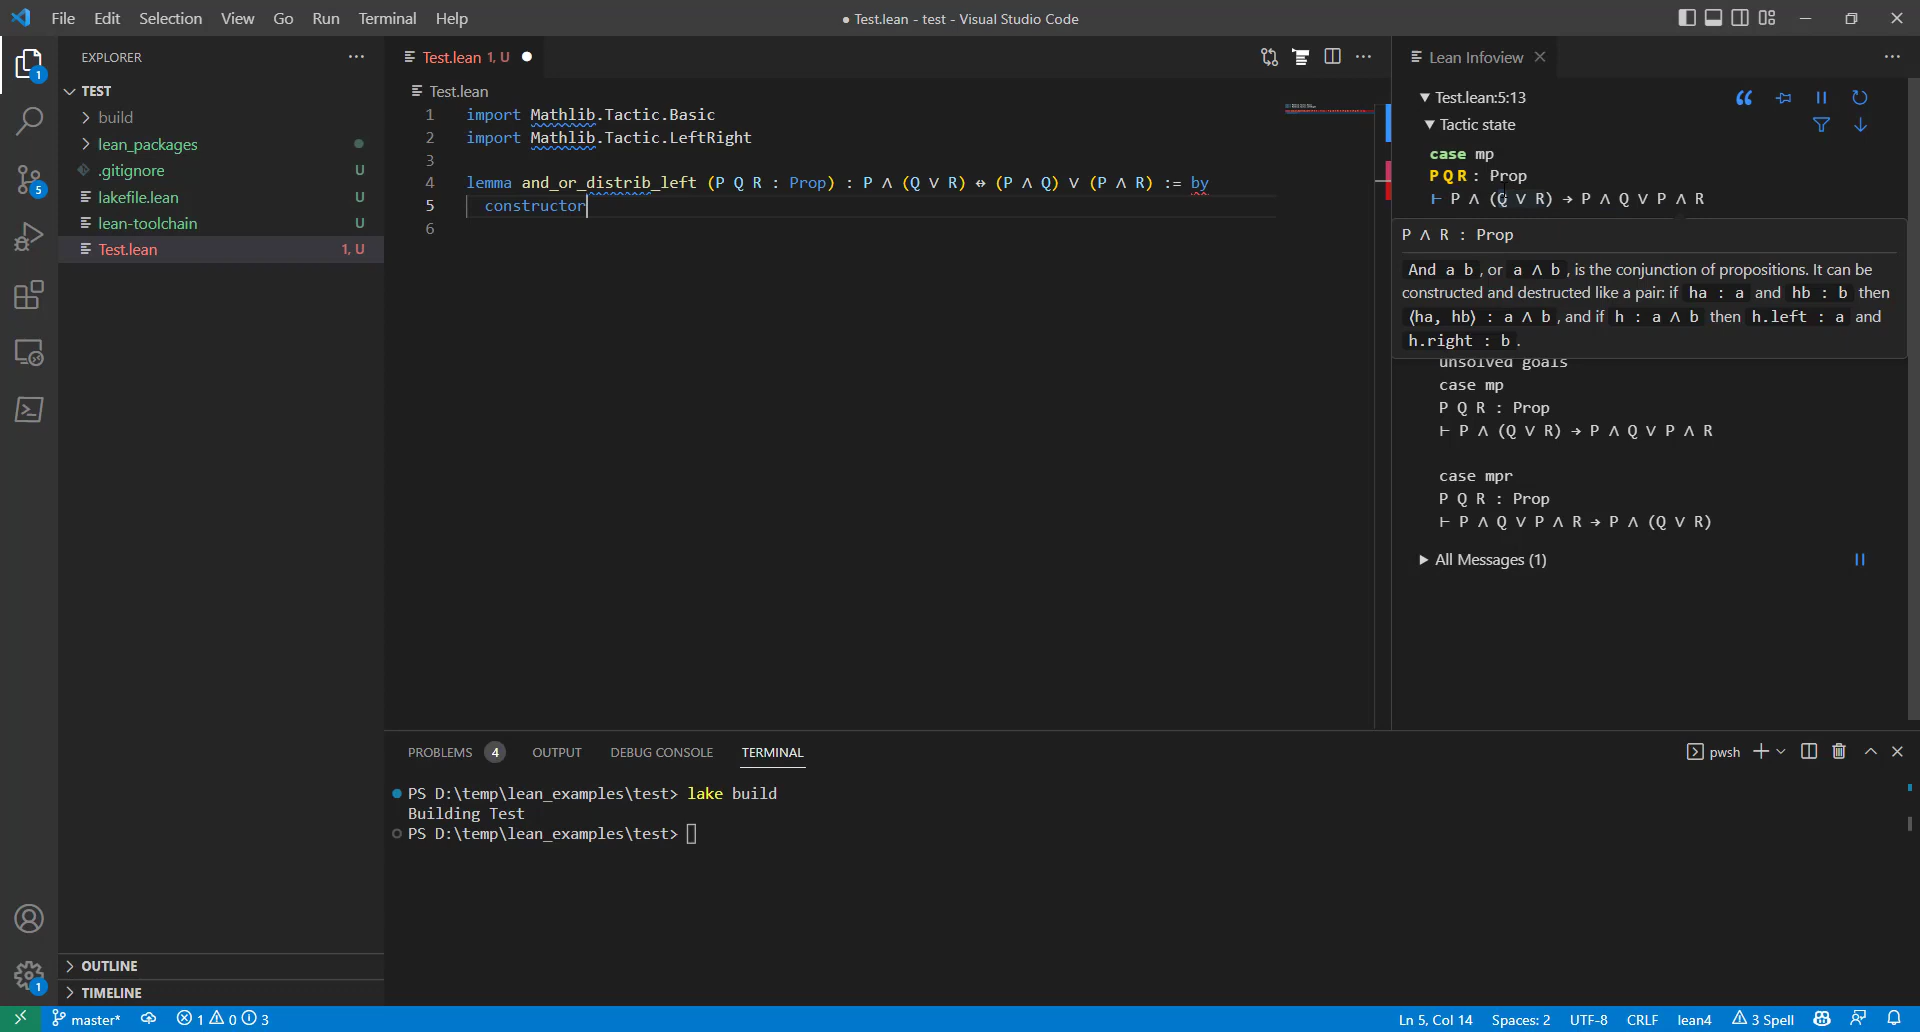 File Edit Selection View Go Run Terminal Help
● Test.lean - test - Visual Studio Code
1
5
1
EXPLORER
TEST
build
lean_packages
.gitignore U
lakefile.lean U
lean-toolchain U
Test.lean 1, U
OUTLINE
TIMELINE
Test.lean 1, U
Test.lean
1 import Mathlib.Tactic.Basic
2 import Mathlib.Tactic.LeftRight
3
4 lemma and_or_distrib_left (P Q R : Prop) : P ∧ (Q ∨ R) ↔ (P ∧ Q) ∨ (P ∧ R) := by
5 constructor
6
Lean Infoview
Test.lean:5:13
Tactic state
case mp
P Q R : Prop
⊢ P ∧ (Q ∨ R) → P ∧ Q ∨ P ∧ R
P ∧ R : Prop
And a b, or a ∧ b, is the conjunction of propositions. It can be
constructed and destructed like a pair: if ha : a and hb : b then
⟨ha, hb⟩ : a ∧ b, and if h : a ∧ b then h.left : a and
h.right : b.
unsolved goals
case mp
P Q R : Prop
⊢ P ∧ (Q ∨ R) → P ∧ Q ∨ P ∧ R
case mpr
P Q R : Prop
⊢ P ∧ Q ∨ P ∧ R → P ∧ (Q ∨ R)
All Messages (1)
PROBLEMS 4 OUTPUT DEBUG CONSOLE TERMINAL
pwsh
PS D:\temp\lean_examples\test> lake build
Building Test
PS D:\temp\lean_examples\test>
master* 1 0 3
Ln 5, Col 14 Spaces: 2 UTF-8 CRLF lean4 3 Spell